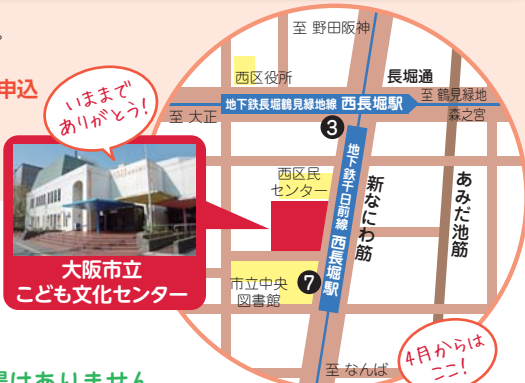 。
申込
いままで
ありがとう!
至 野田阪神
西区役所
長堀通
地下鉄長堀鶴見緑地線 西長堀駅
至 鶴見緑地
森之宮
至 大正
❸
地下鉄千日前線 西長堀駅
西区民
センター
新なにわ筋
あみだ池筋
大阪市立
こども文化センター
市立中央
図書館
❼
至 なんば
4月からは
ここ!
場はありません